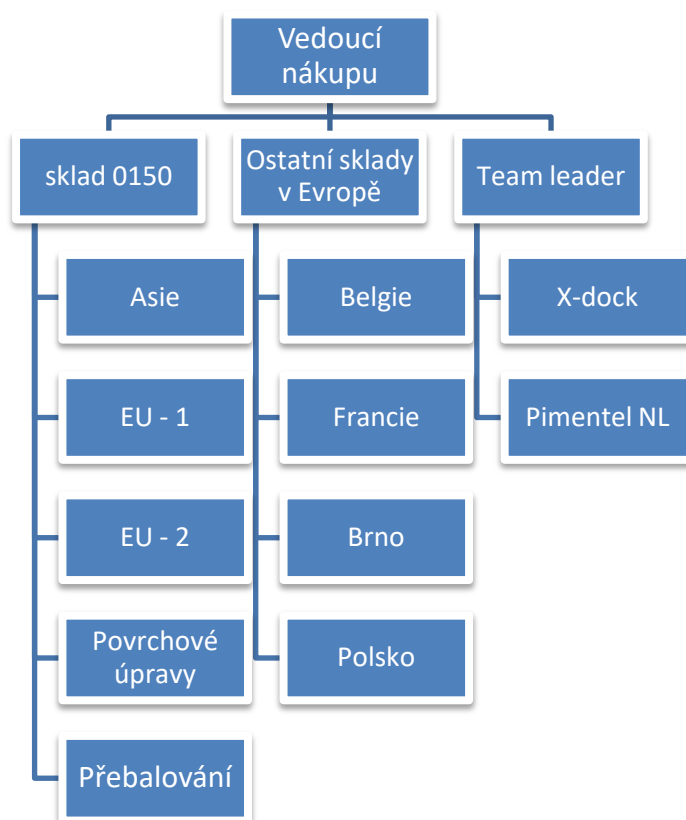 Vedoucí
nákupu
sklad 0150
Ostatní sklady
v Evropě
Team leader
Asie
Belgie
X-dock
EU - 1
Francie
Pimentel NL
EU - 2
Brno
Povrchové
úpravy
Polsko
Přebalování